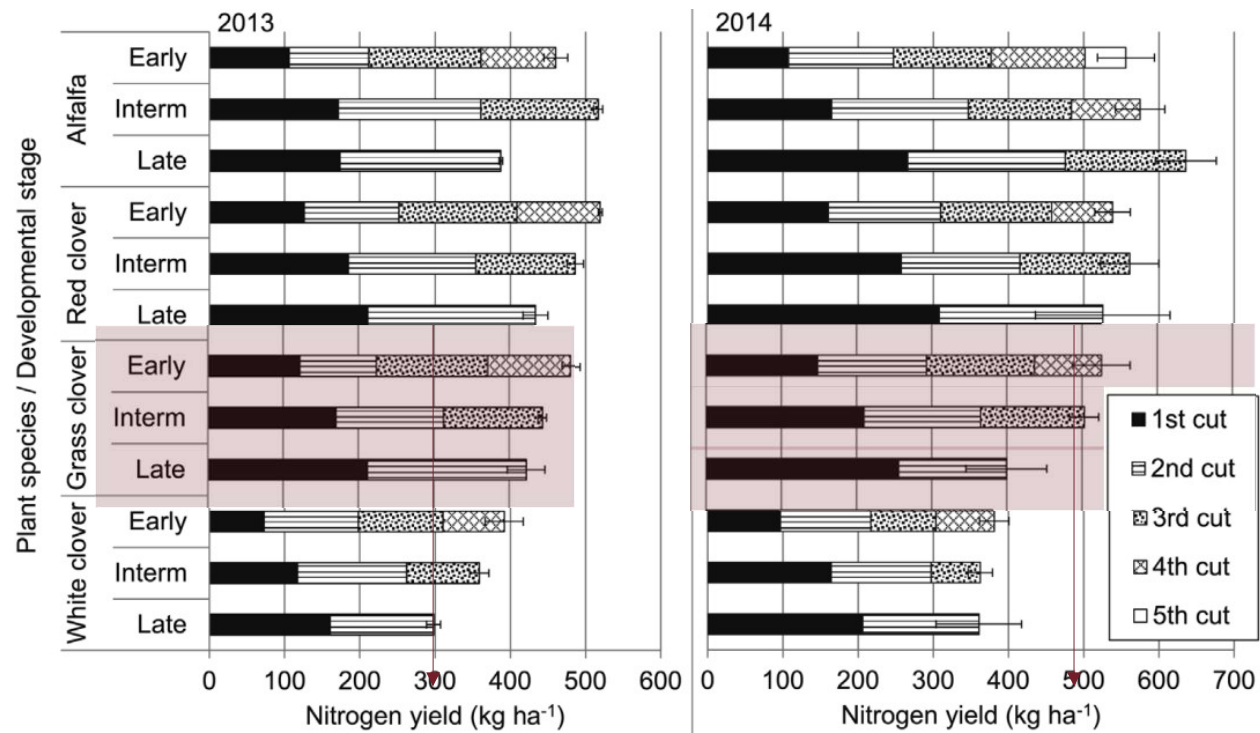 2013
2014
Plant species / Developmental stage
Alfalfa
Early
Interm
Late
Red clover
Early
Interm
Late
Grass clover
Early
Interm
Late
White clover
Early
Interm
Late
1st cut
2nd cut
3rd cut
4th cut
5th cut
0 100 200 300 400 500 600
0 100 200 300 400 500 600 700
Nitrogen yield (kg ha⁻¹)
Nitrogen yield (kg ha⁻¹)